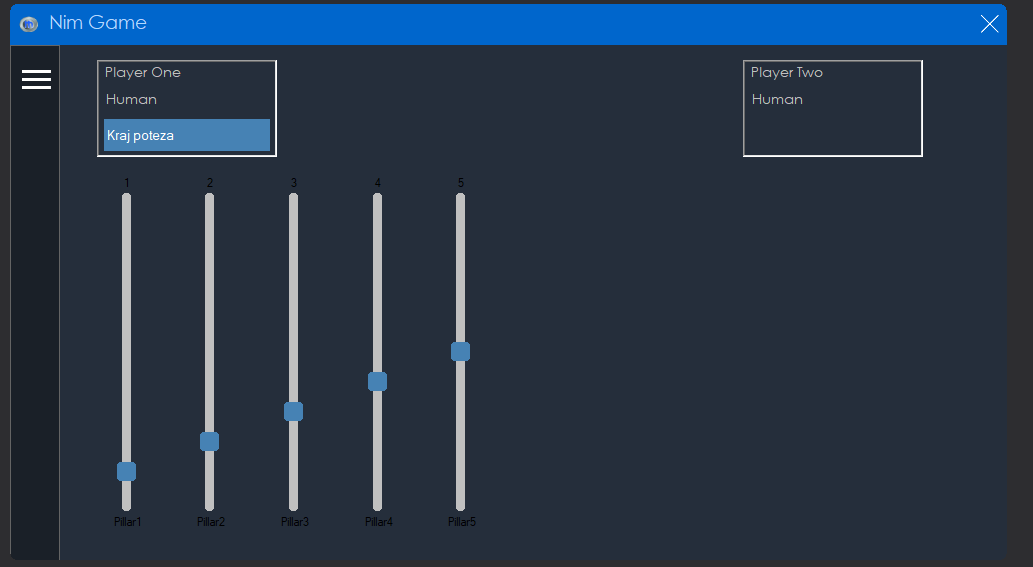 Nim Game
Player One
Human
Kraj poteza
Player Two
Human
1 2 3 4 5
Pillar1 Pillar2 Pillar3 Pillar4 Pillar5